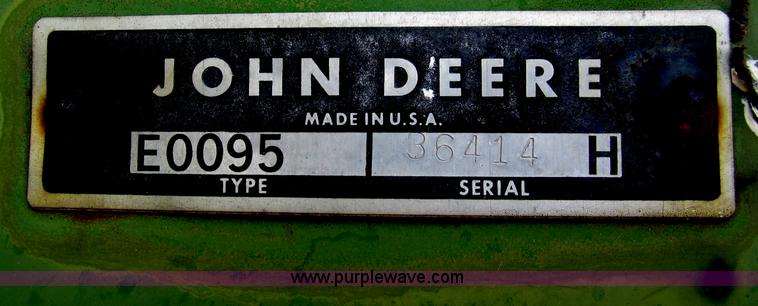 JOHN DEERE
MADE IN U.S.A.
E0095 36414 H
TYPE SERIAL
www.purplewave.com